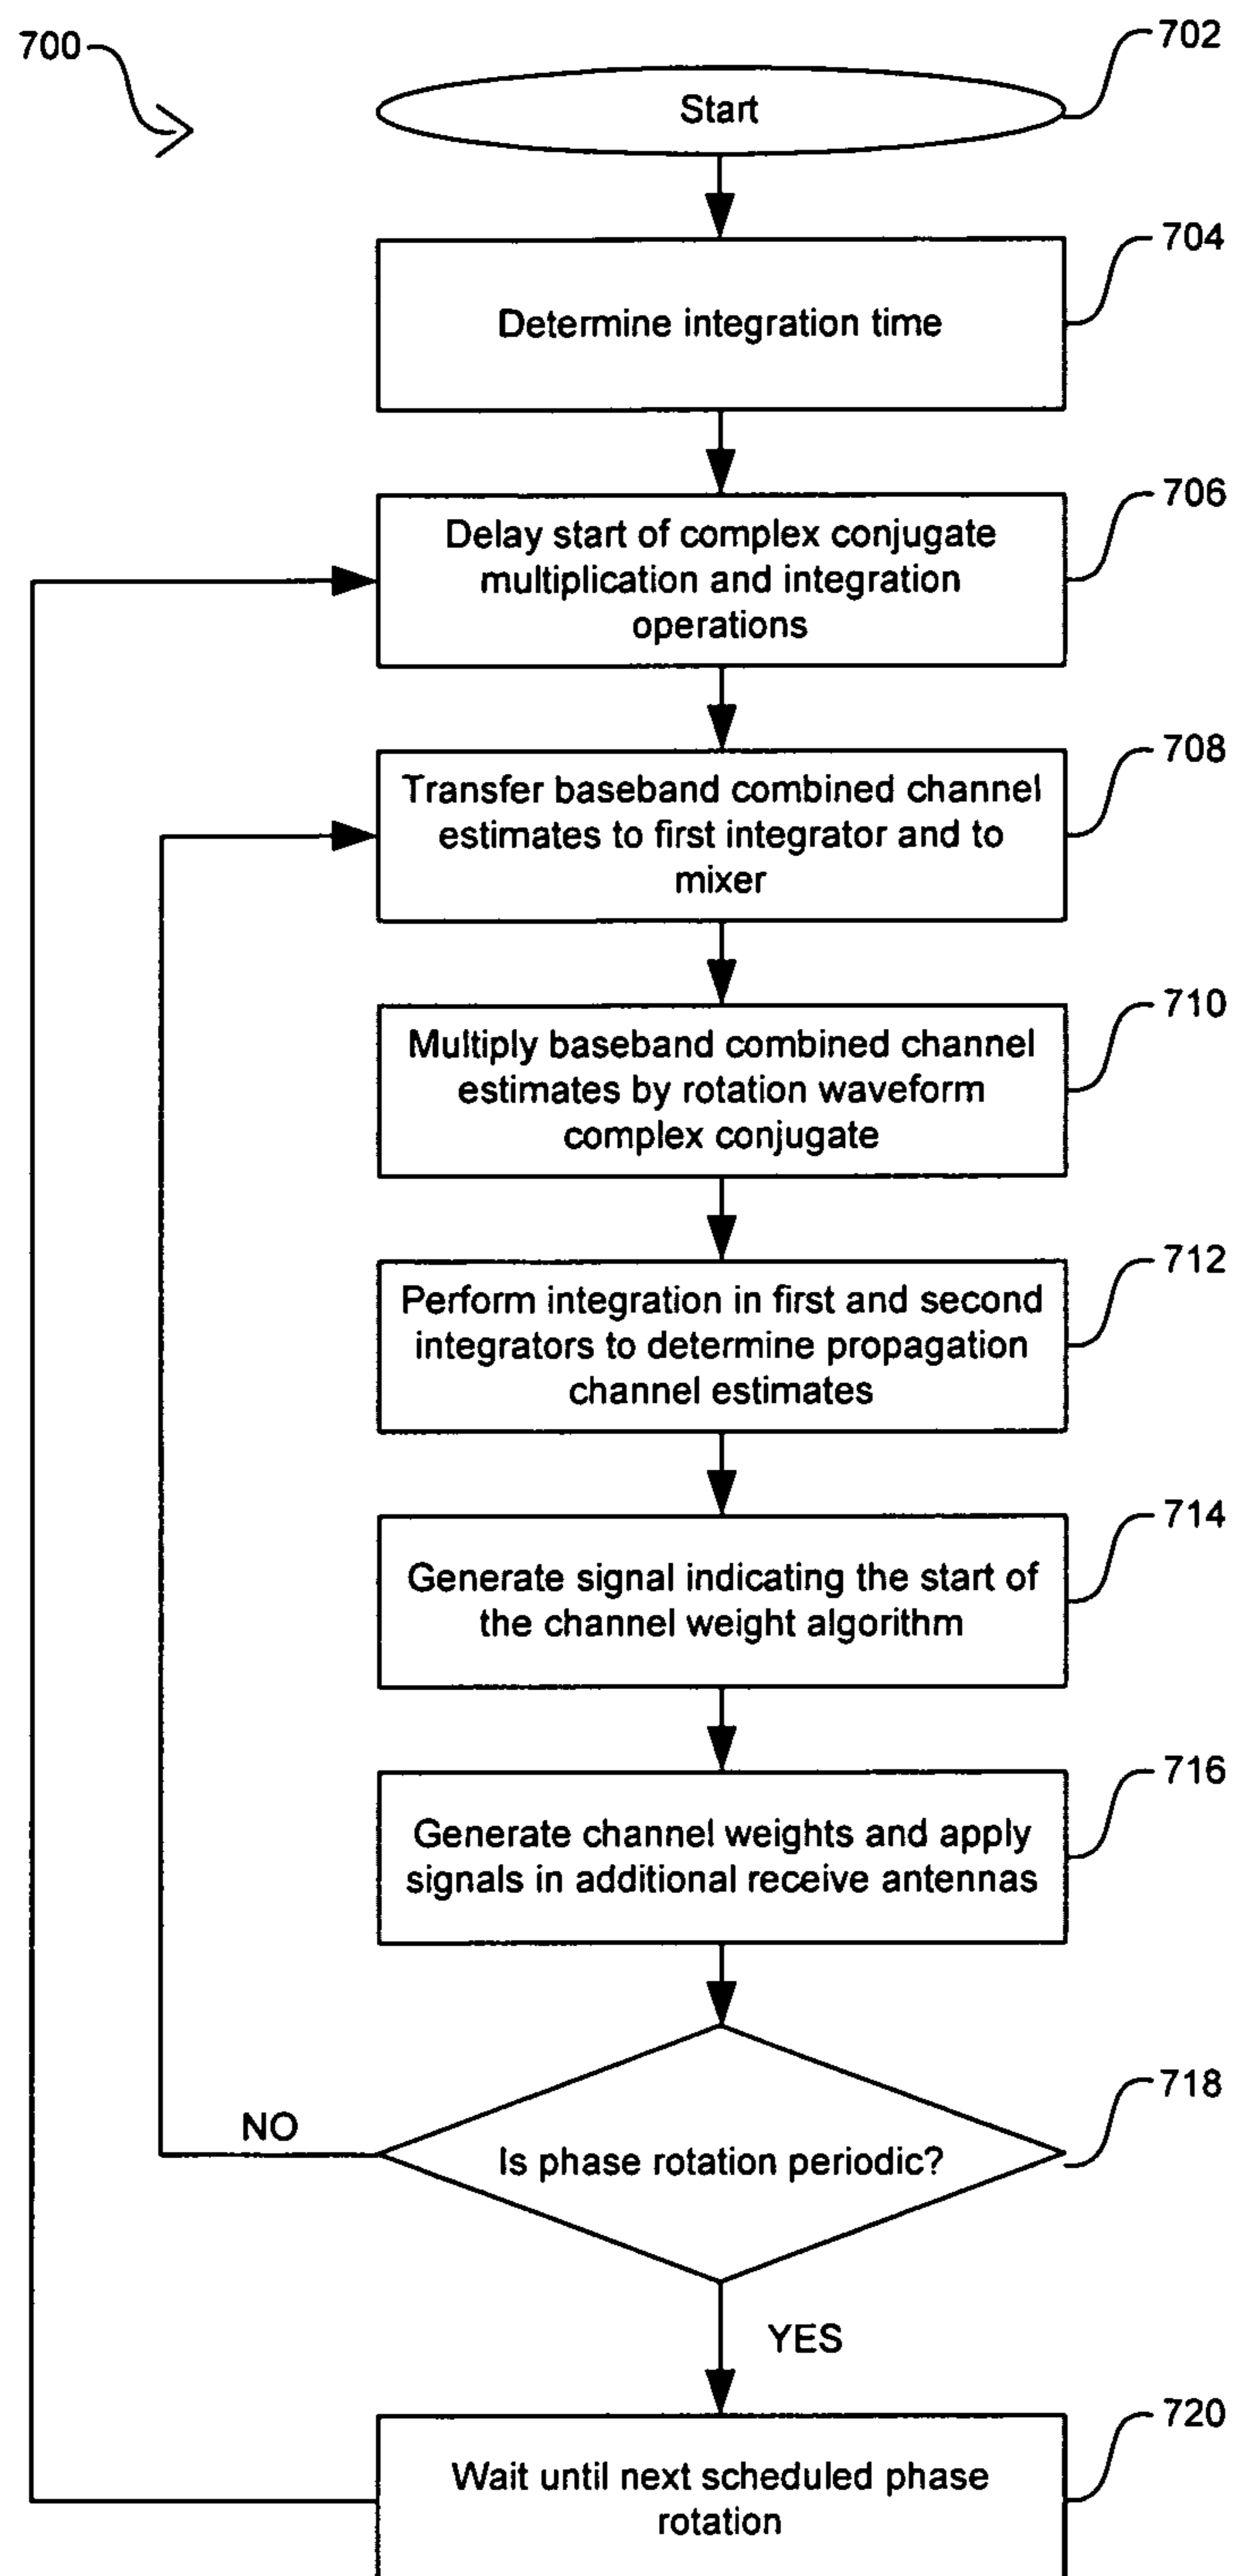 700
702
Start
704
Determine integration time
706
Delay start of complex conjugate
multiplication and integration
operations
708
Transfer baseband combined channel
estimates to first integrator and to
mixer
710
Multiply baseband combined channel
estimates by rotation waveform
complex conjugate
712
Perform integration in first and second
integrators to determine propagation
channel estimates
714
Generate signal indicating the start of
the channel weight algorithm
716
Generate channel weights and apply
signals in additional receive antennas
718
NO
Is phase rotation periodic?
YES
720
Wait until next scheduled phase
rotation